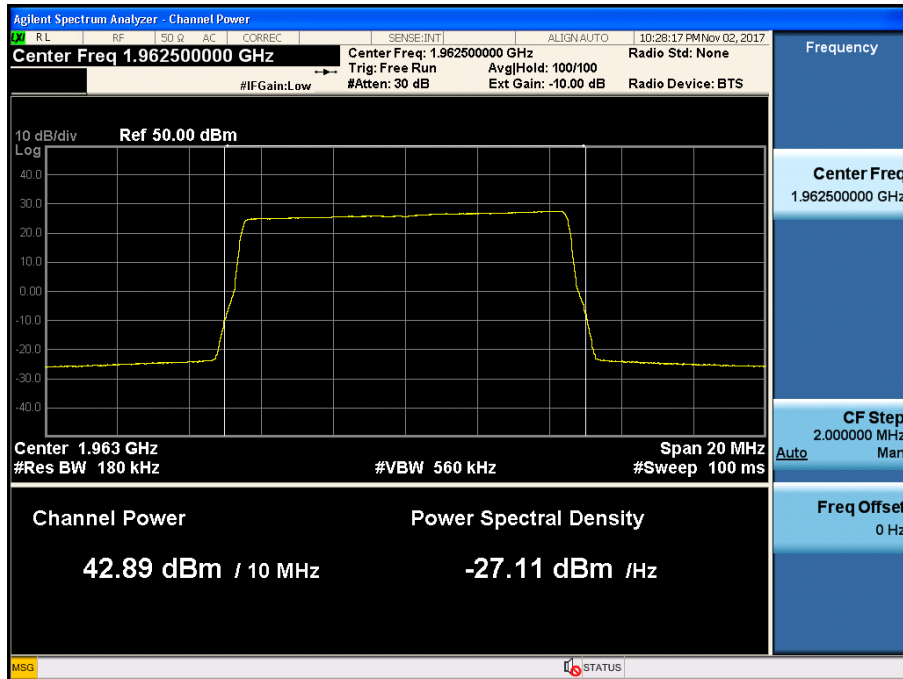 Agilent Spectrum Analyzer - Channel Power
LXI RL RF 50 Ω AC CORREC SENSE:INT ALIGN AUTO 10:28:17 PM Nov 02, 2017
Center Freq 1.962500000 GHz
Center Freq: 1.962500000 GHz
Radio Std: None
Trig: Free Run Avg|Hold: 100/100
#IFGain:Low
#Atten: 30 dB Ext Gain: -10.00 dB
Radio Device: BTS
10 dB/div Ref 50.00 dBm
Log
40.0
30.0
20.0
10.0
0.00
-10.0
-20.0
-30.0
-40.0
Center 1.963 GHz Span 20 MHz
#Res BW 180 kHz #VBW 560 kHz #Sweep 100 ms
Channel Power Power Spectral Density
42.89 dBm / 10 MHz -27.11 dBm /Hz
MSG STATUS
Frequency
Center Freq
1.962500000 GHz
CF Step
2.000000 MHz
Auto Man
Freq Offset
0 Hz